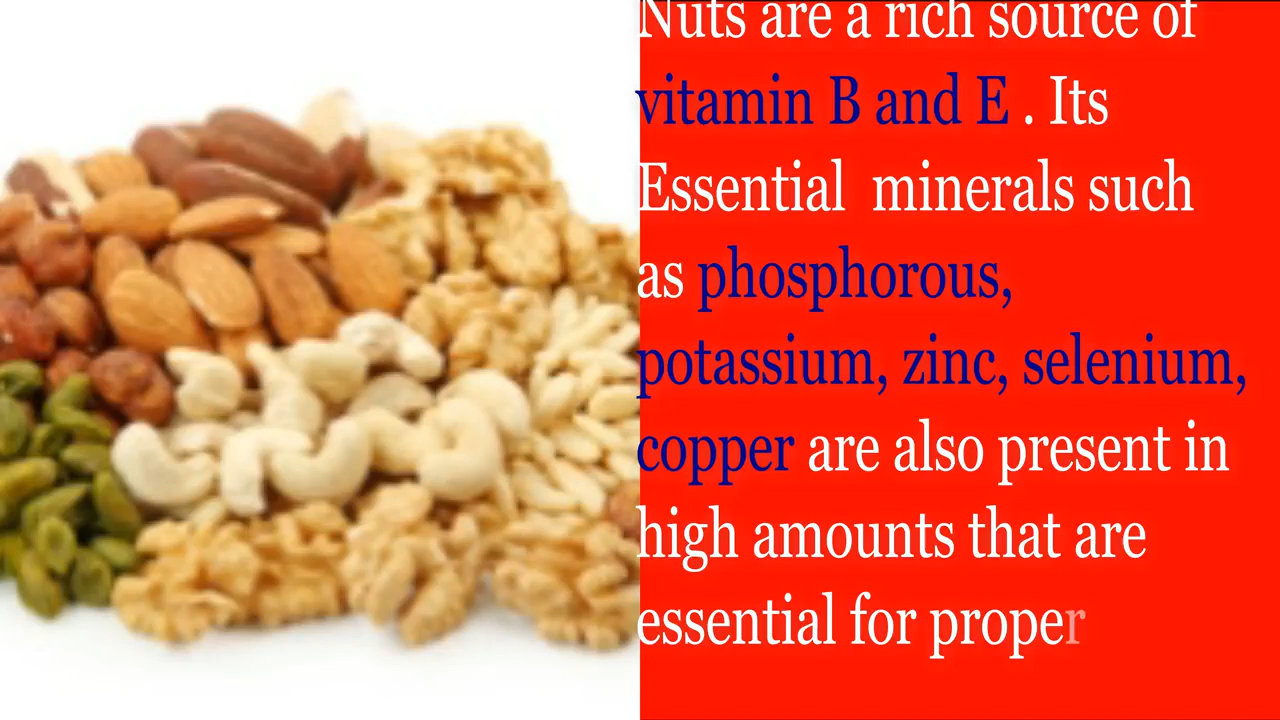 Nuts are a rich source of
vitamin B and E . Its
Essential minerals such
as phosphorous,
potassium, zinc, selenium,
copper are also present in
high amounts that are
essential for proper